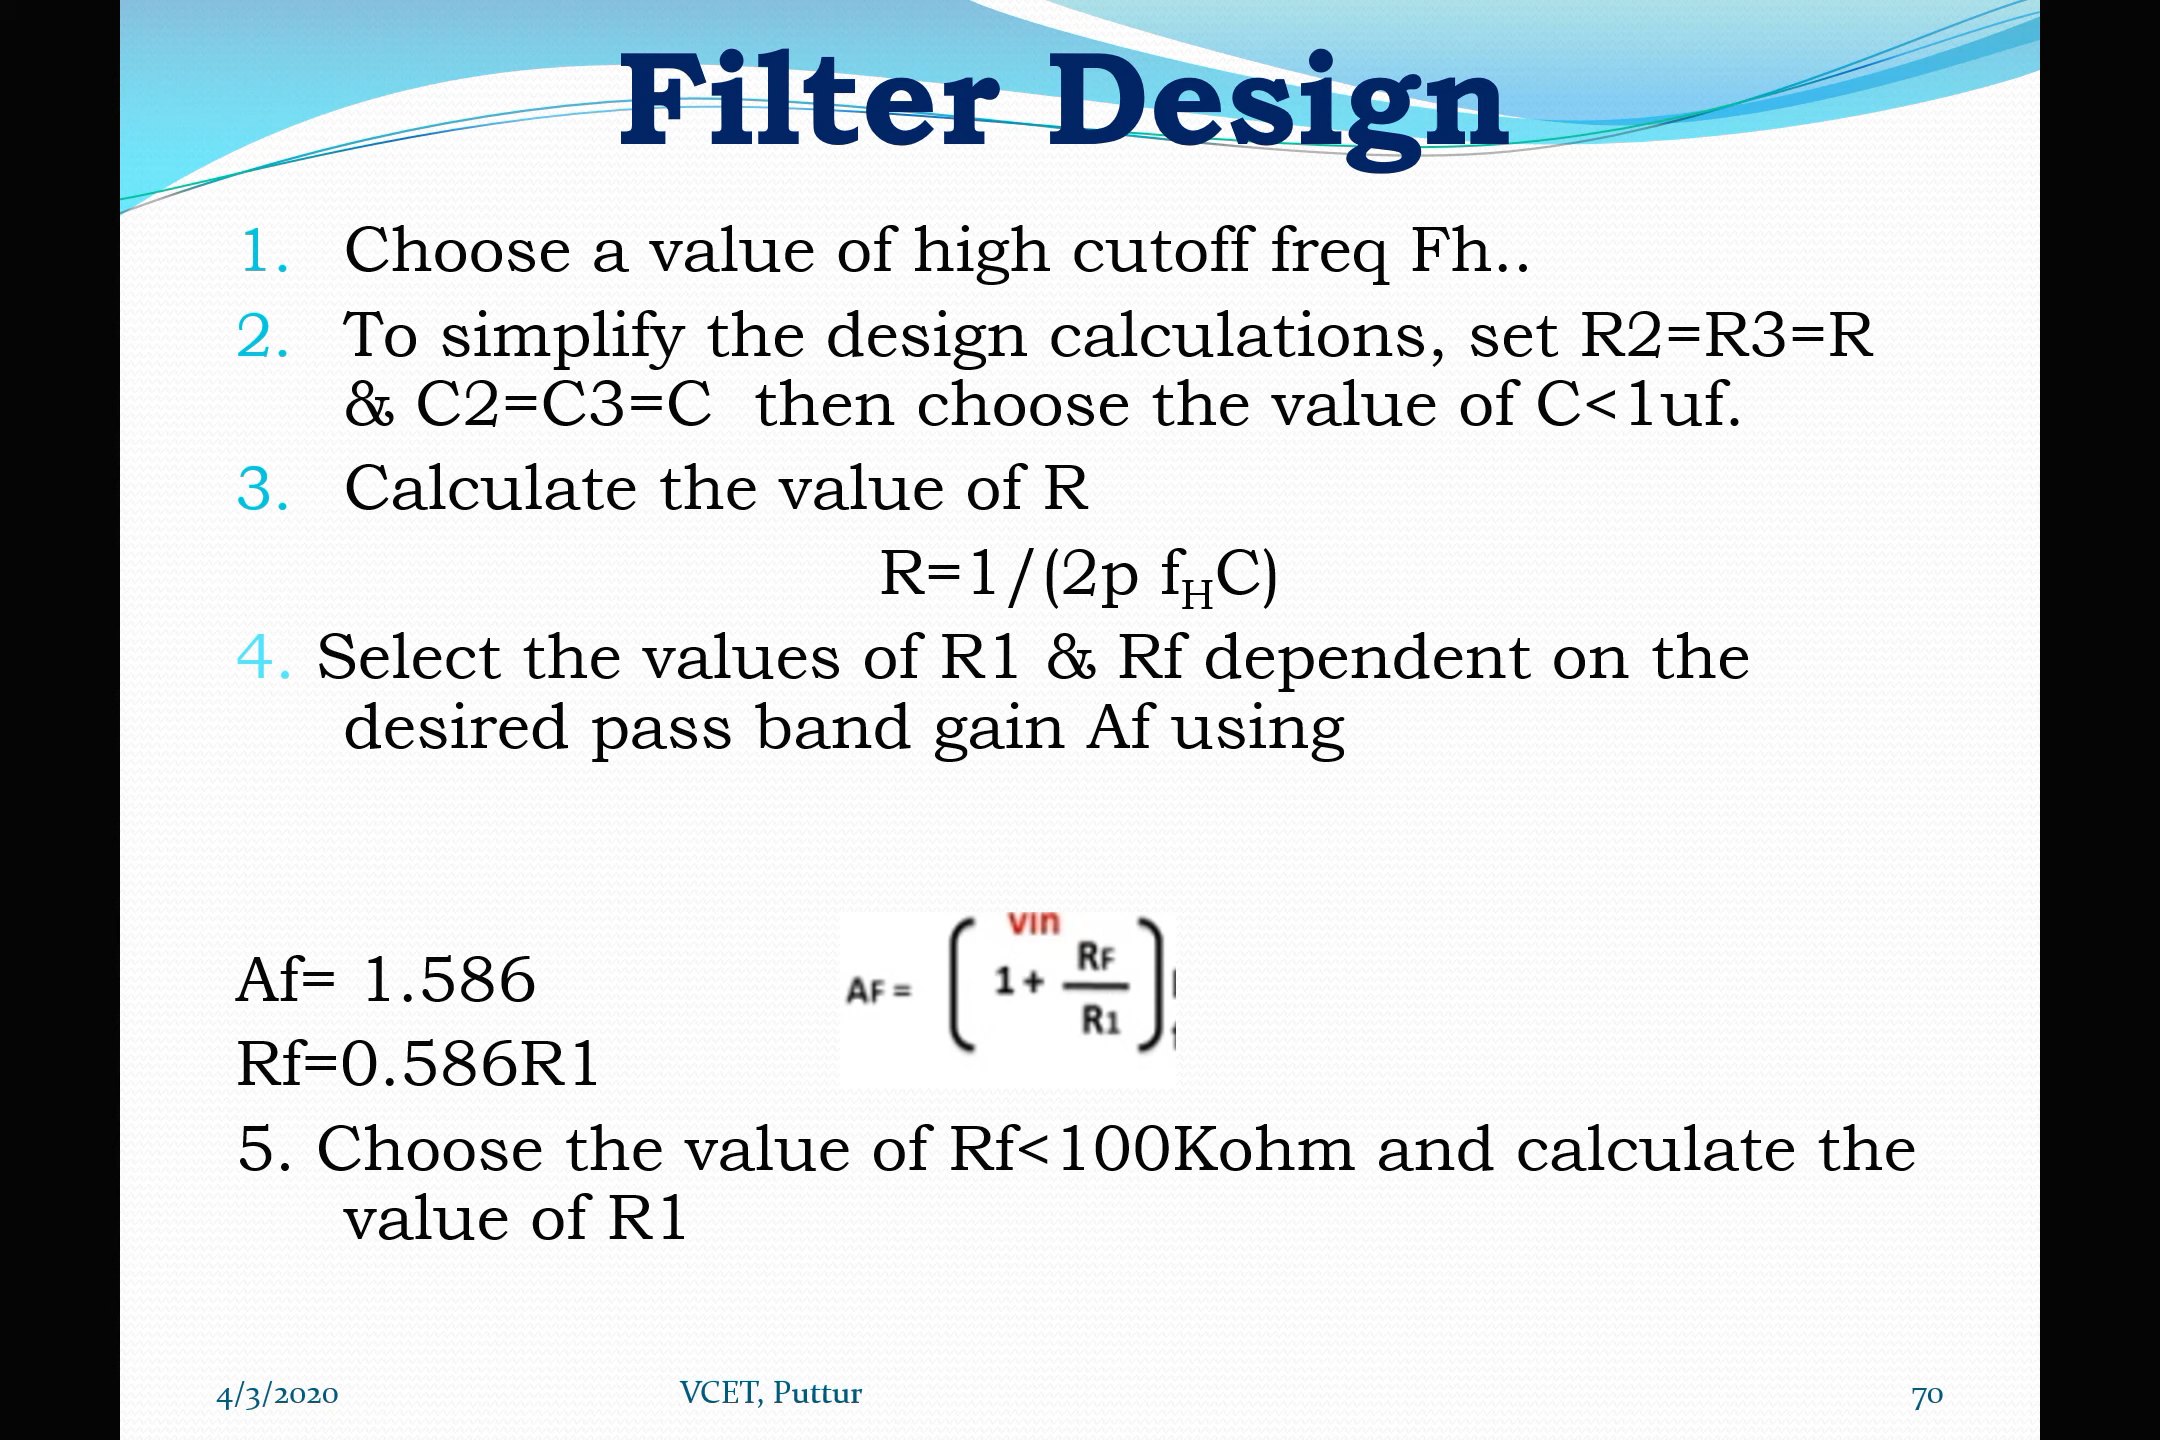 Filter Design
1. Choose a value of high cutoff freq Fh..
2. To simplify the design calculations, set R2=R3=R
& C2=C3=C then choose the value of C<1uf.
3. Calculate the value of R
R=1/(2p fHC)
4. Select the values of R1 & Rf dependent on the
desired pass band gain Af using
vin
AF = ( 1 + RF / R1 )
Af= 1.586
Rf=0.586R1
5. Choose the value of Rf<100Kohm and calculate the
value of R1
4/3/2020 VCET, Puttur 70